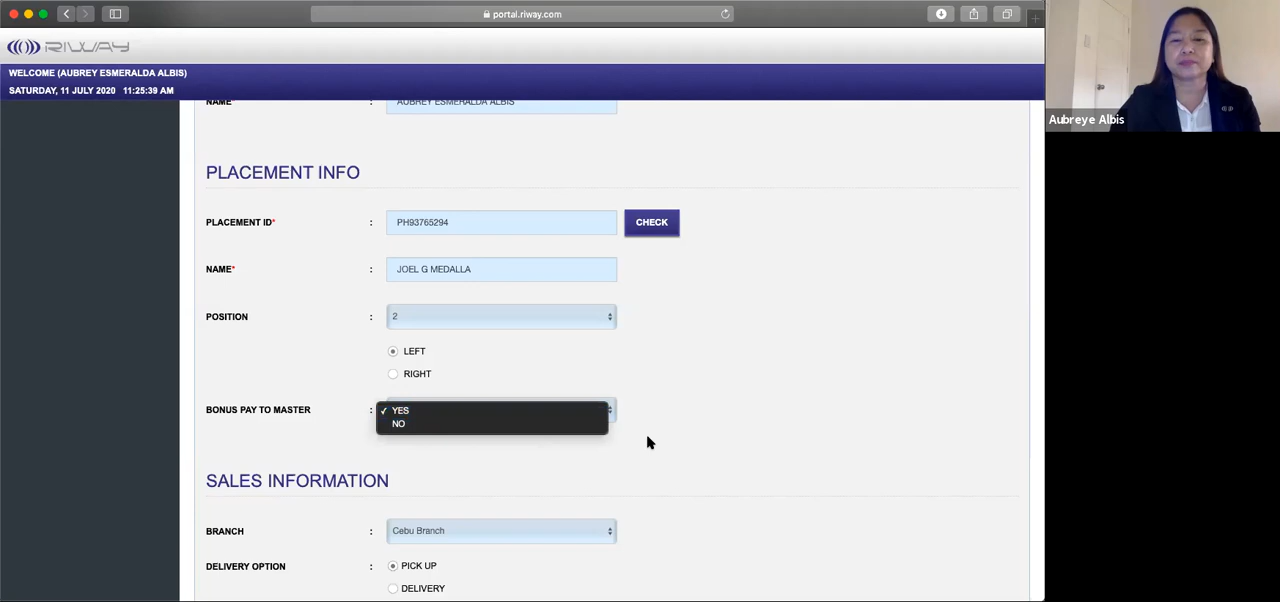 portal.riway.com
RIWAY
WELCOME (AUBREY ESMERALDA ALBIS)
SATURDAY, 11 JULY 2020 11:25:39 AM
Aubreye Albis
NAME* : AUBREY ESMERALDA ALBIS
PLACEMENT INFO
PLACEMENT ID* : PH93765294 CHECK
NAME* : JOEL G MEDALLA
POSITION : 2
LEFT
RIGHT
BONUS PAY TO MASTER : ✓ YES
NO
SALES INFORMATION
BRANCH : Cebu Branch
DELIVERY OPTION : PICK UP
DELIVERY